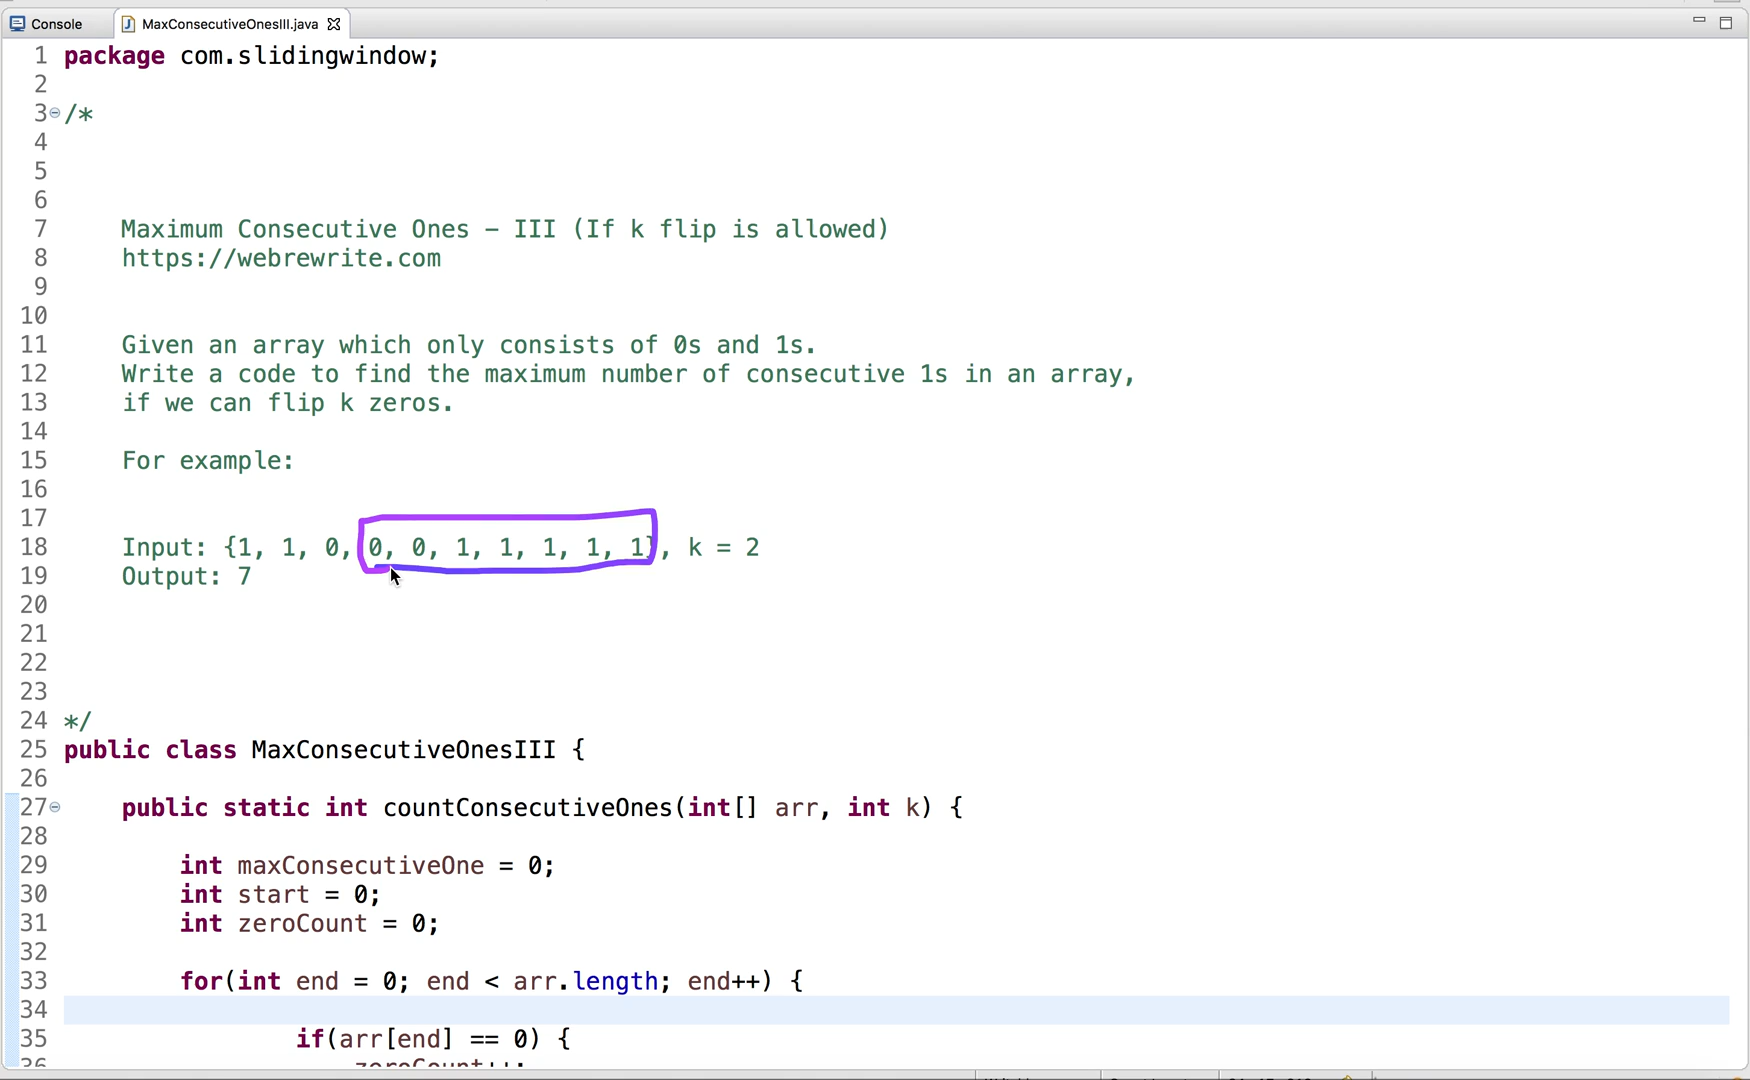 Console MaxConsecutiveOnesIII.java
1 package com.slidingwindow;
2
3 /*
4
5
6
7 Maximum Consecutive Ones – III (If k flip is allowed)
8 https://webrewrite.com
9
10
11 Given an array which only consists of 0s and 1s.
12 Write a code to find the maximum number of consecutive 1s in an array,
13 if we can flip k zeros.
14
15 For example:
16
17
18 Input: {1, 1, 0, 0, 0, 1, 1, 1, 1, 1}, k = 2
19 Output: 7
20
21
22
23
24 */
25 public class MaxConsecutiveOnesIII {
26
27 public static int countConsecutiveOnes(int[] arr, int k) {
28
29 int maxConsecutiveOne = 0;
30 int start = 0;
31 int zeroCount = 0;
32
33 for(int end = 0; end < arr.length; end++) {
34
35 if(arr[end] == 0) {
36 zeroCount++;